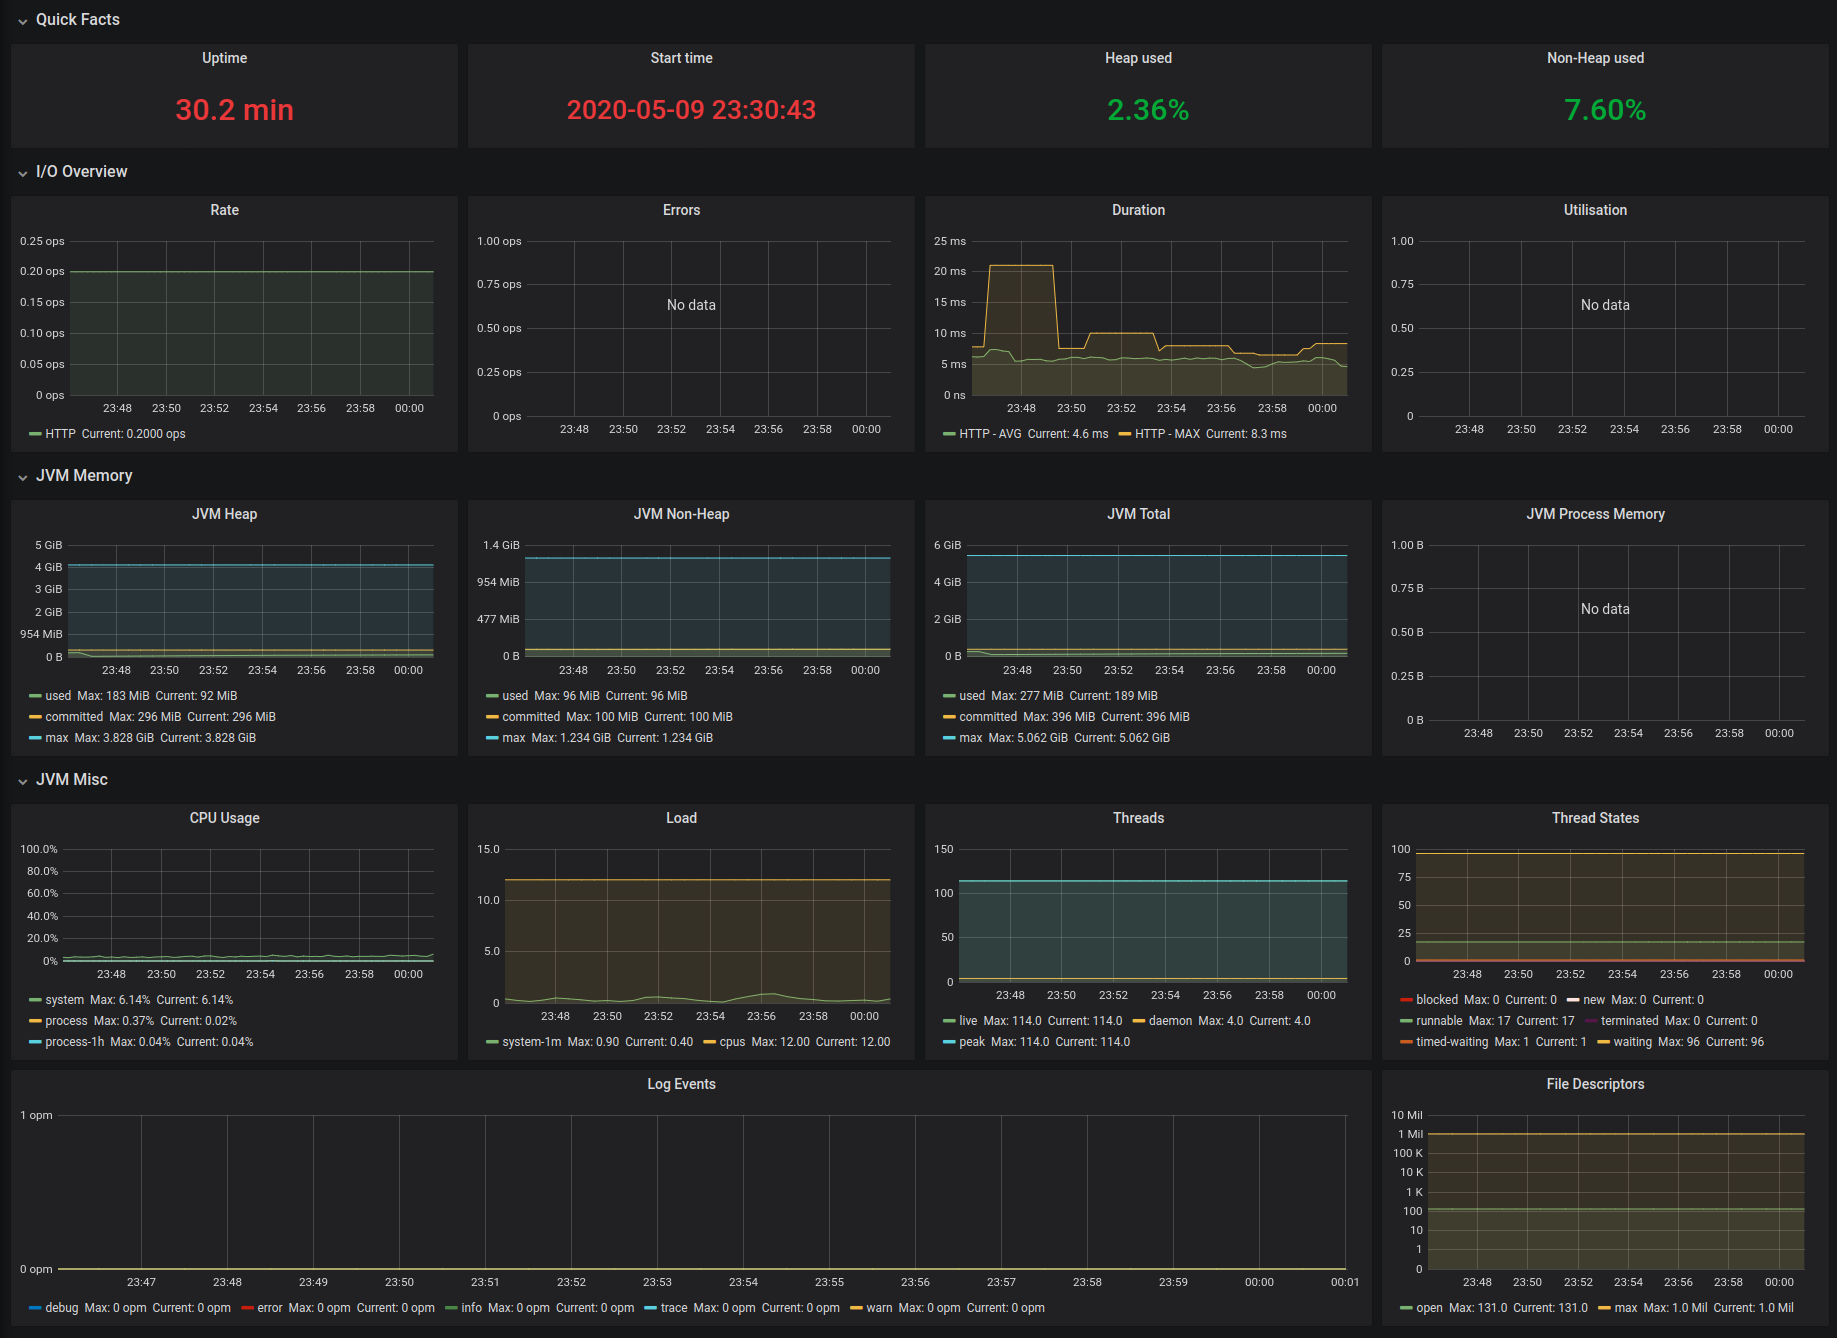 Quick Facts
Uptime
30.2 min
Start time
2020-05-09 23:30:43
Heap used
2.36%
Non-Heap used
7.60%
I/O Overview
Rate
0.25 ops
0.20 ops
0.15 ops
0.10 ops
0.05 ops
0 ops
23:48 23:50 23:52 23:54 23:56 23:58 00:00
HTTP Current: 0.2000 ops
Errors
1.00 ops
0.75 ops
No data
0.50 ops
0.25 ops
0 ops
23:48 23:50 23:52 23:54 23:56 23:58 00:00
Duration
25 ms
20 ms
15 ms
10 ms
5 ms
0 ns
23:48 23:50 23:52 23:54 23:56 23:58 00:00
HTTP - AVG Current: 4.6 ms HTTP - MAX Current: 8.3 ms
Utilisation
1.00
0.75
No data
0.50
0.25
0
23:48 23:50 23:52 23:54 23:56 23:58 00:00
JVM Memory
JVM Heap
5 GiB
4 GiB
3 GiB
2 GiB
954 MiB
0 B
23:48 23:50 23:52 23:54 23:56 23:58 00:00
used Max: 183 MiB Current: 92 MiB
committed Max: 296 MiB Current: 296 MiB
max Max: 3.828 GiB Current: 3.828 GiB
JVM Non-Heap
1.4 GiB
954 MiB
477 MiB
0 B
23:48 23:50 23:52 23:54 23:56 23:58 00:00
used Max: 96 MiB Current: 96 MiB
committed Max: 100 MiB Current: 100 MiB
max Max: 1.234 GiB Current: 1.234 GiB
JVM Total
6 GiB
4 GiB
2 GiB
0 B
23:48 23:50 23:52 23:54 23:56 23:58 00:00
used Max: 277 MiB Current: 189 MiB
committed Max: 396 MiB Current: 396 MiB
max Max: 5.062 GiB Current: 5.062 GiB
JVM Process Memory
1.00 B
0.75 B
No data
0.50 B
0.25 B
0 B
23:48 23:50 23:52 23:54 23:56 23:58 00:00
JVM Misc
CPU Usage
100.0%
80.0%
60.0%
40.0%
20.0%
0%
23:48 23:50 23:52 23:54 23:56 23:58 00:00
system Max: 6.14% Current: 6.14%
process Max: 0.37% Current: 0.02%
process-1h Max: 0.04% Current: 0.04%
Load
15.0
10.0
5.0
0
23:48 23:50 23:52 23:54 23:56 23:58 00:00
system-1m Max: 0.90 Current: 0.40 cpus Max: 12.00 Current: 12.00
Threads
150
100
50
0
23:48 23:50 23:52 23:54 23:56 23:58 00:00
live Max: 114.0 Current: 114.0 daemon Max: 4.0 Current: 4.0
peak Max: 114.0 Current: 114.0
Thread States
100
75
50
25
0
23:48 23:50 23:52 23:54 23:56 23:58 00:00
blocked Max: 0 Current: 0 new Max: 0 Current: 0
runnable Max: 17 Current: 17 terminated Max: 0 Current: 0
timed-waiting Max: 1 Current: 1 waiting Max: 96 Current: 96
Log Events
1 opm
0 opm
23:47 23:48 23:49 23:50 23:51 23:52 23:53 23:54 23:55 23:56 23:57 23:58 23:59 00:00 00:01
debug Max: 0 opm Current: 0 opm error Max: 0 opm Current: 0 opm info Max: 0 opm Current: 0 opm trace Max: 0 opm Current: 0 opm warn Max: 0 opm Current: 0 opm
File Descriptors
10 Mil
1 Mil
100 K
10 K
1 K
100
10
1
0
23:48 23:50 23:52 23:54 23:56 23:58 00:00
open Max: 131.0 Current: 131.0 max Max: 1.0 Mil Current: 1.0 Mil